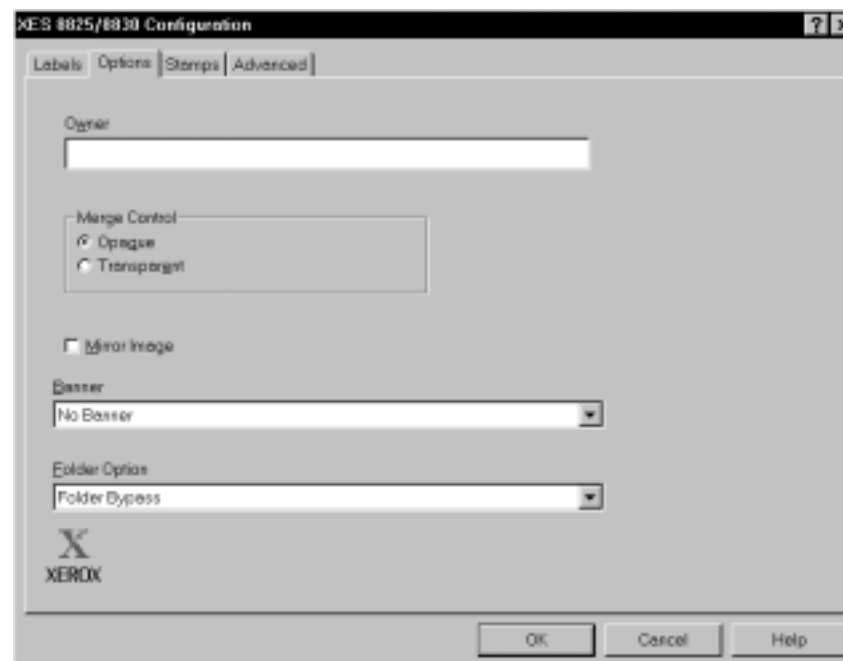 XES 8825/8830 Configuration ?
Labels Options Stamps Advanced
Owner
Merge Control
Opaque
Transparent
Mirror Image
Banner
No Banner
Folder Option
Folder Bypass
X
XEROX
OK Cancel Help